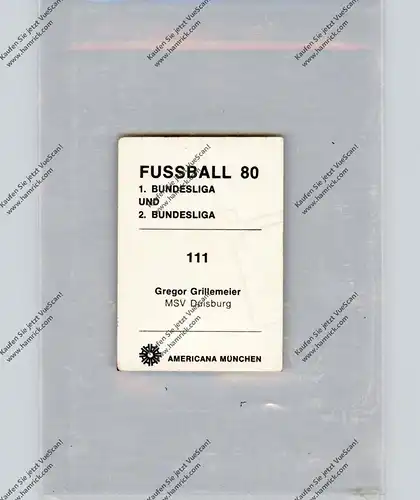 FUSSBALL 80
1. BUNDESLIGA
UND
2. BUNDESLIGA
111
Gregor Grillemeier
MSV Duisburg
AMERICANA MÜNCHEN
Kaufen Sie jetzt VueScan!
www.hamrick.com